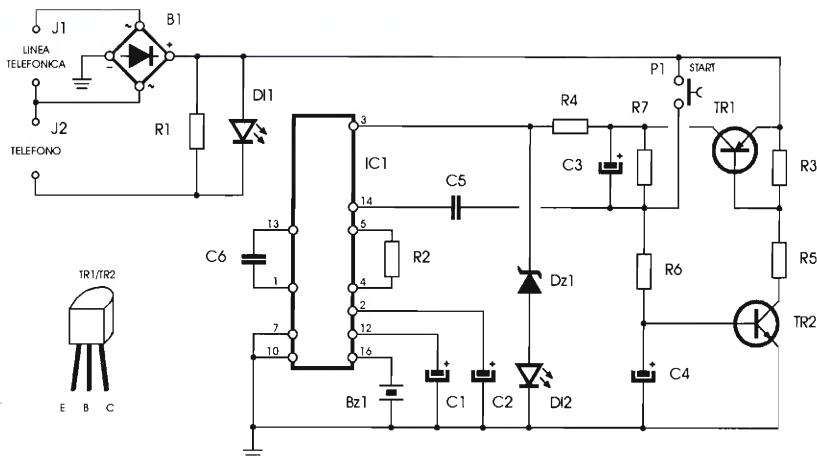 J1
B1
LINEA
TELEFONICA
~
+
−
~
J2
TELEFONO
R1
DI1
P1
START
R4
R7
TR1
3
IC1
C3
+
R3
C5
14
13
5
C6
R2
1
4
R6
R5
Dz1
2
TR1/TR2
7
12
TR2
10
16
+
+
+
C4
Bz1
C1
C2
DI2
E B C